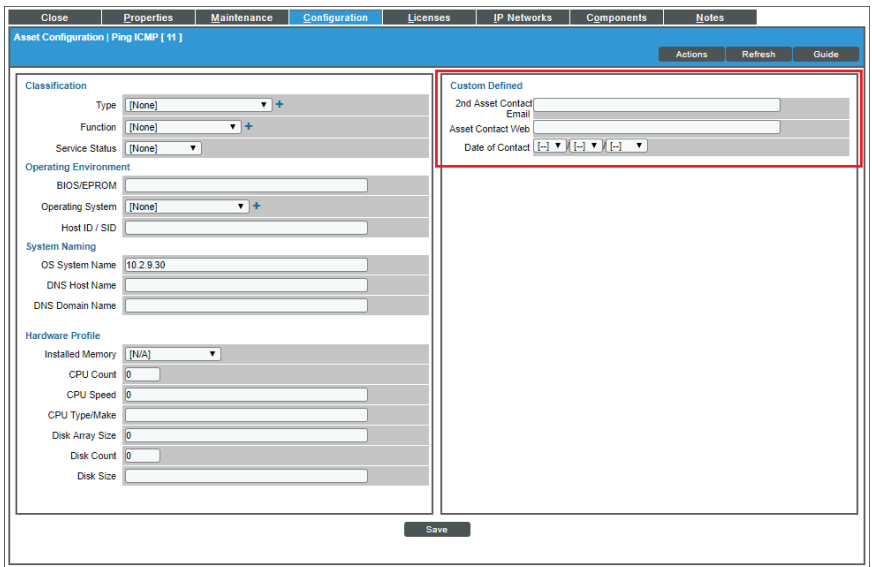 Close Properties Maintenance Configuration Licenses IP Networks Components Notes
Asset Configuration | Ping ICMP [ 11 ]
Actions Refresh Guide
Classification
Type [None] +
Function [None] +
Service Status [None]
Operating Environment
BIOS/EPROM
Operating System [None] +
Host ID / SID
System Naming
OS System Name 10.2.9.30
DNS Host Name
DNS Domain Name
Hardware Profile
Installed Memory [N/A]
CPU Count 0
CPU Speed 0
CPU Type/Make
Disk Array Size 0
Disk Count 0
Disk Size
Custom Defined
2nd Asset Contact
Email
Asset Contact Web
Date of Contact [--] / [--] / [--]
Save